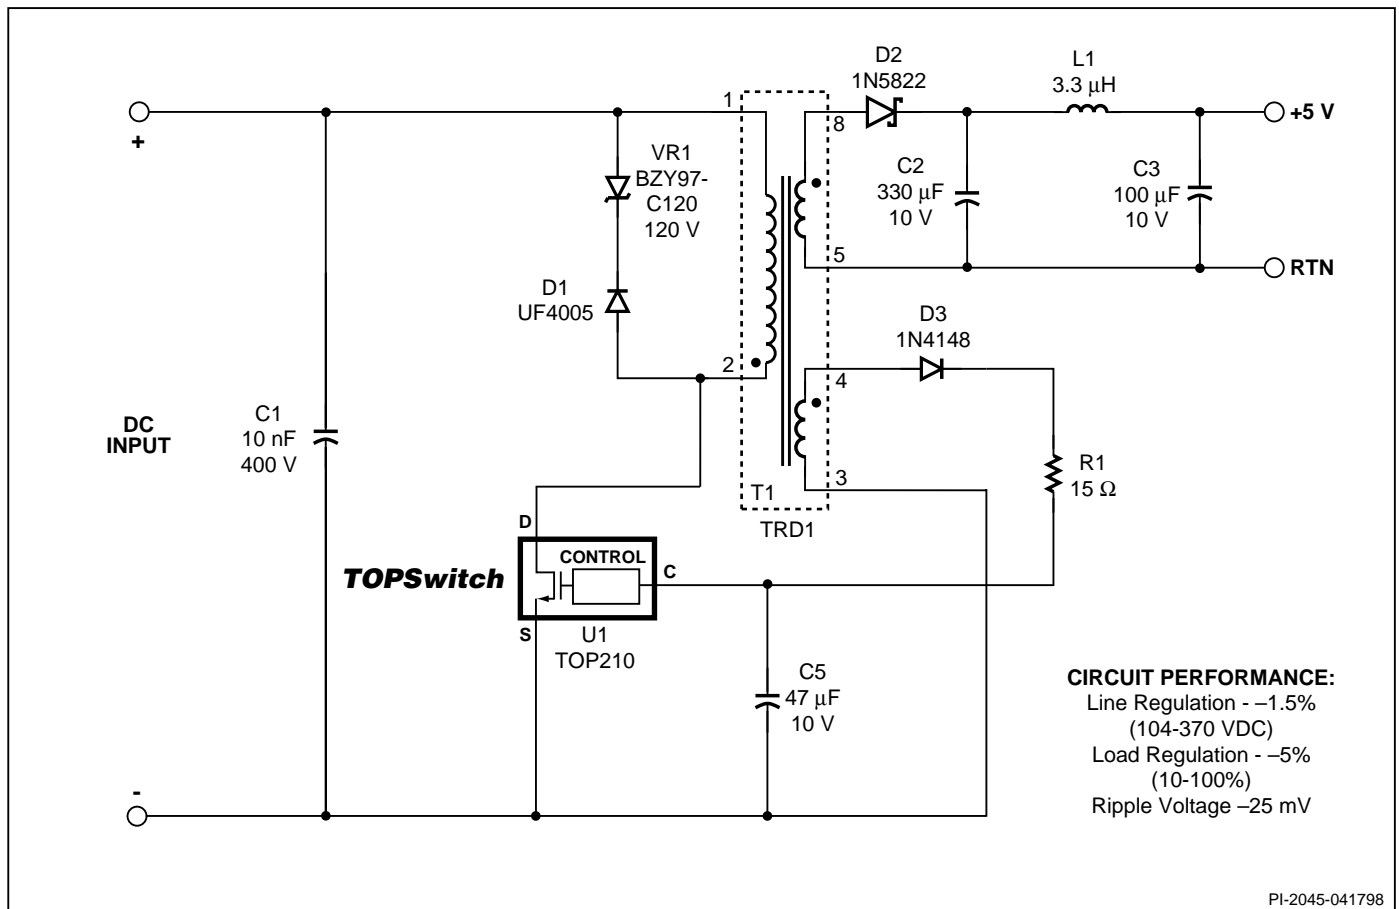 D2
1N5822
L1
3.3 μH
1
8
+5 V
+
VR1
BZY97-
C120
120 V
C2
330 μF
10 V
C3
100 μF
10 V
5
RTN
D1
UF4005
D3
1N4148
2
4
DC
INPUT
C1
10 nF
400 V
R1
15 Ω
T1
3
TRD1
D
CONTROL
TOPSwitch
C
S
U1
TOP210
C5
47 μF
10 V
CIRCUIT PERFORMANCE:
Line Regulation - –1.5%
(104-370 VDC)
Load Regulation - –5%
(10-100%)
Ripple Voltage –25 mV
-
PI-2045-041798